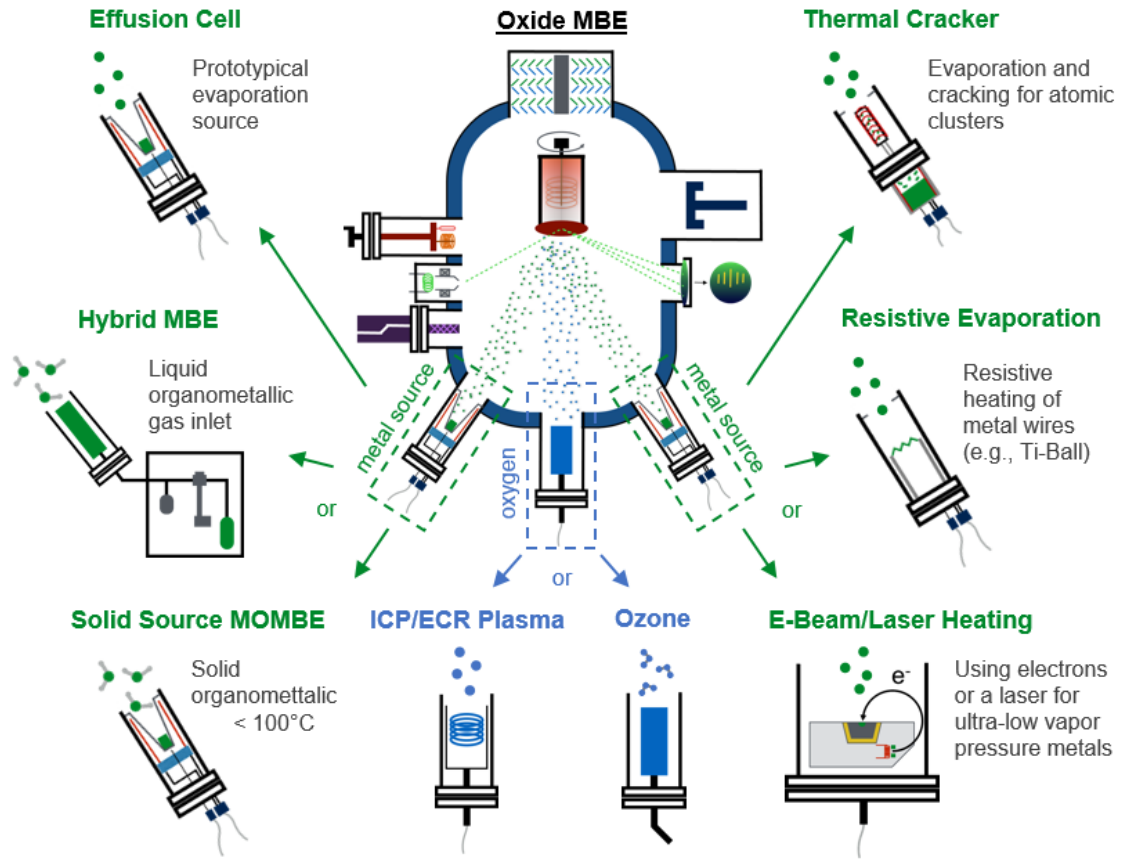 Effusion Cell
Prototypical
evaporation
source
Oxide MBE
Thermal Cracker
Evaporation and
cracking for atomic
clusters
Hybrid MBE
Liquid
organometallic
gas inlet
metal source
or
oxygen
or
metal source
or
Resistive Evaporation
Resistive
heating of
metal wires
(e.g., Ti-Ball)
Solid Source MOMBE
Solid
organomettalic
< 100°C
ICP/ECR Plasma
Ozone
E-Beam/Laser Heating
e-
Using electrons
or a laser for
ultra-low vapor
pressure metals